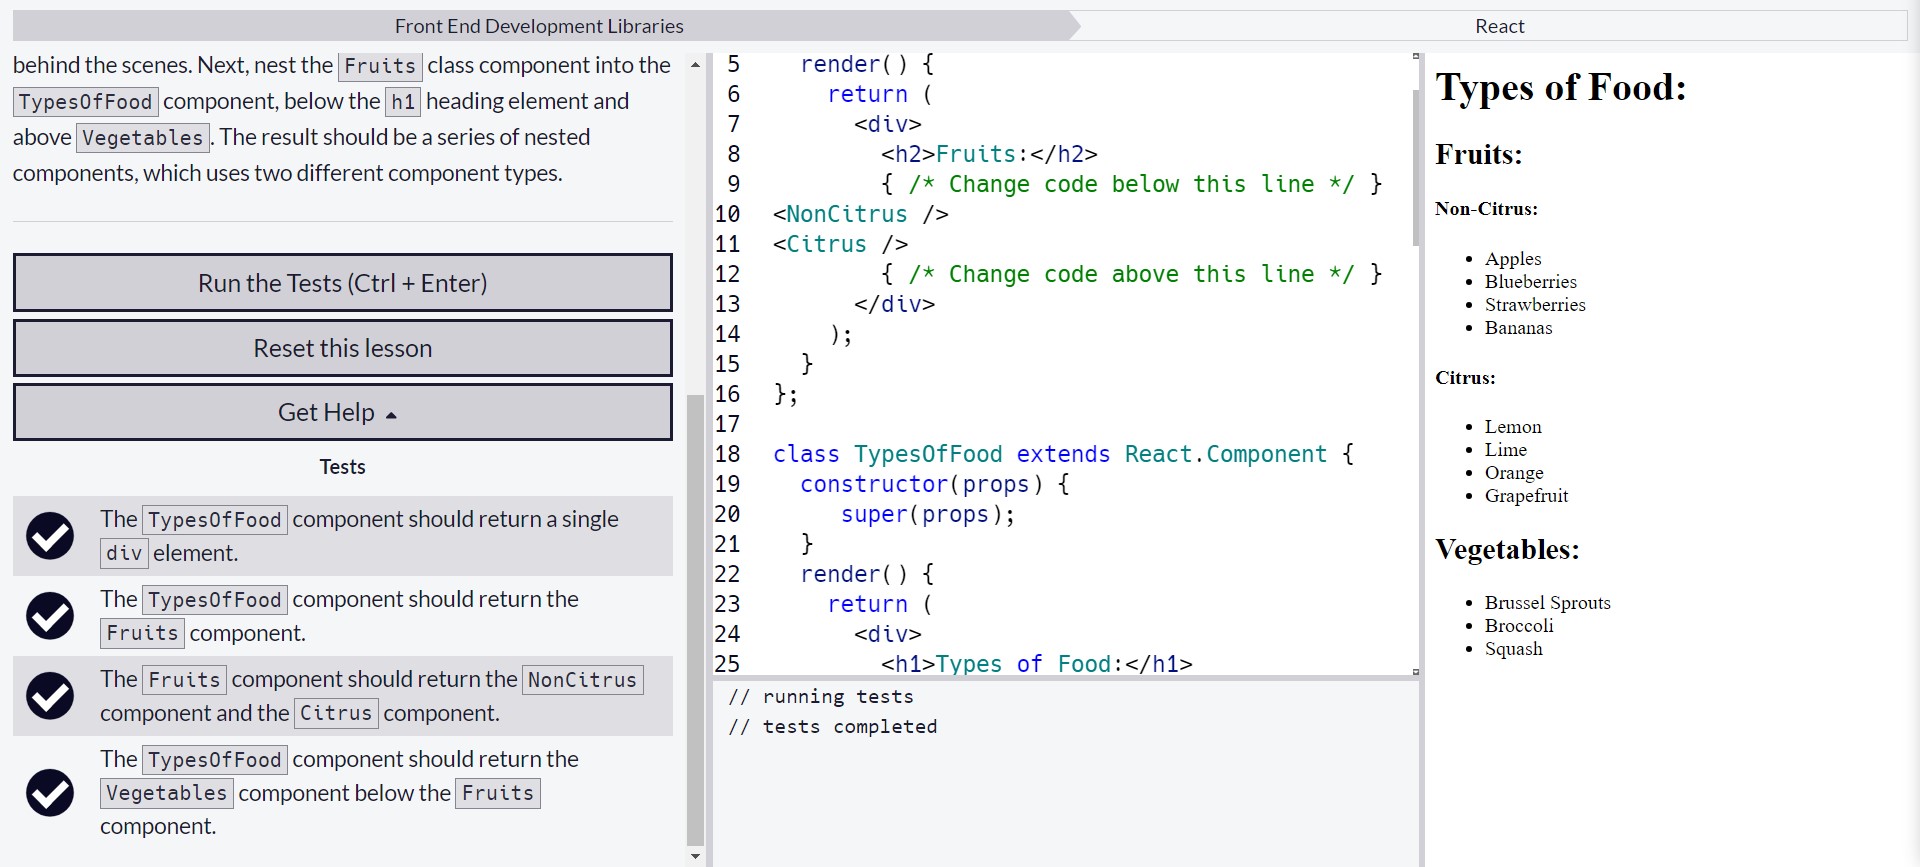 Front End Development Libraries
React
behind the scenes. Next, nest the Fruits class component into the
TypesOfFood component, below the h1 heading element and
above Vegetables. The result should be a series of nested
components, which uses two different component types.
Run the Tests (Ctrl + Enter)
Reset this lesson
Get Help
Tests
The TypesOfFood component should return a single
div element.
The TypesOfFood component should return the
Fruits component.
The Fruits component should return the NonCitrus
component and the Citrus component.
The TypesOfFood component should return the
Vegetables component below the Fruits
component.
5 render() {
6 return (
7 <div>
8 <h2>Fruits:</h2>
9 { /* Change code below this line */ }
10 <NonCitrus />
11 <Citrus />
12 { /* Change code above this line */ }
13 </div>
14 );
15 }
16 };
17
18 class TypesOfFood extends React.Component {
19 constructor(props) {
20 super(props);
21 }
22 render() {
23 return (
24 <div>
25 <h1>Types of Food:</h1>
// running tests
// tests completed
Types of Food:
Fruits:
Non-Citrus:
• Apples
• Blueberries
• Strawberries
• Bananas
Citrus:
• Lemon
• Lime
• Orange
• Grapefruit
Vegetables:
• Brussel Sprouts
• Broccoli
• Squash